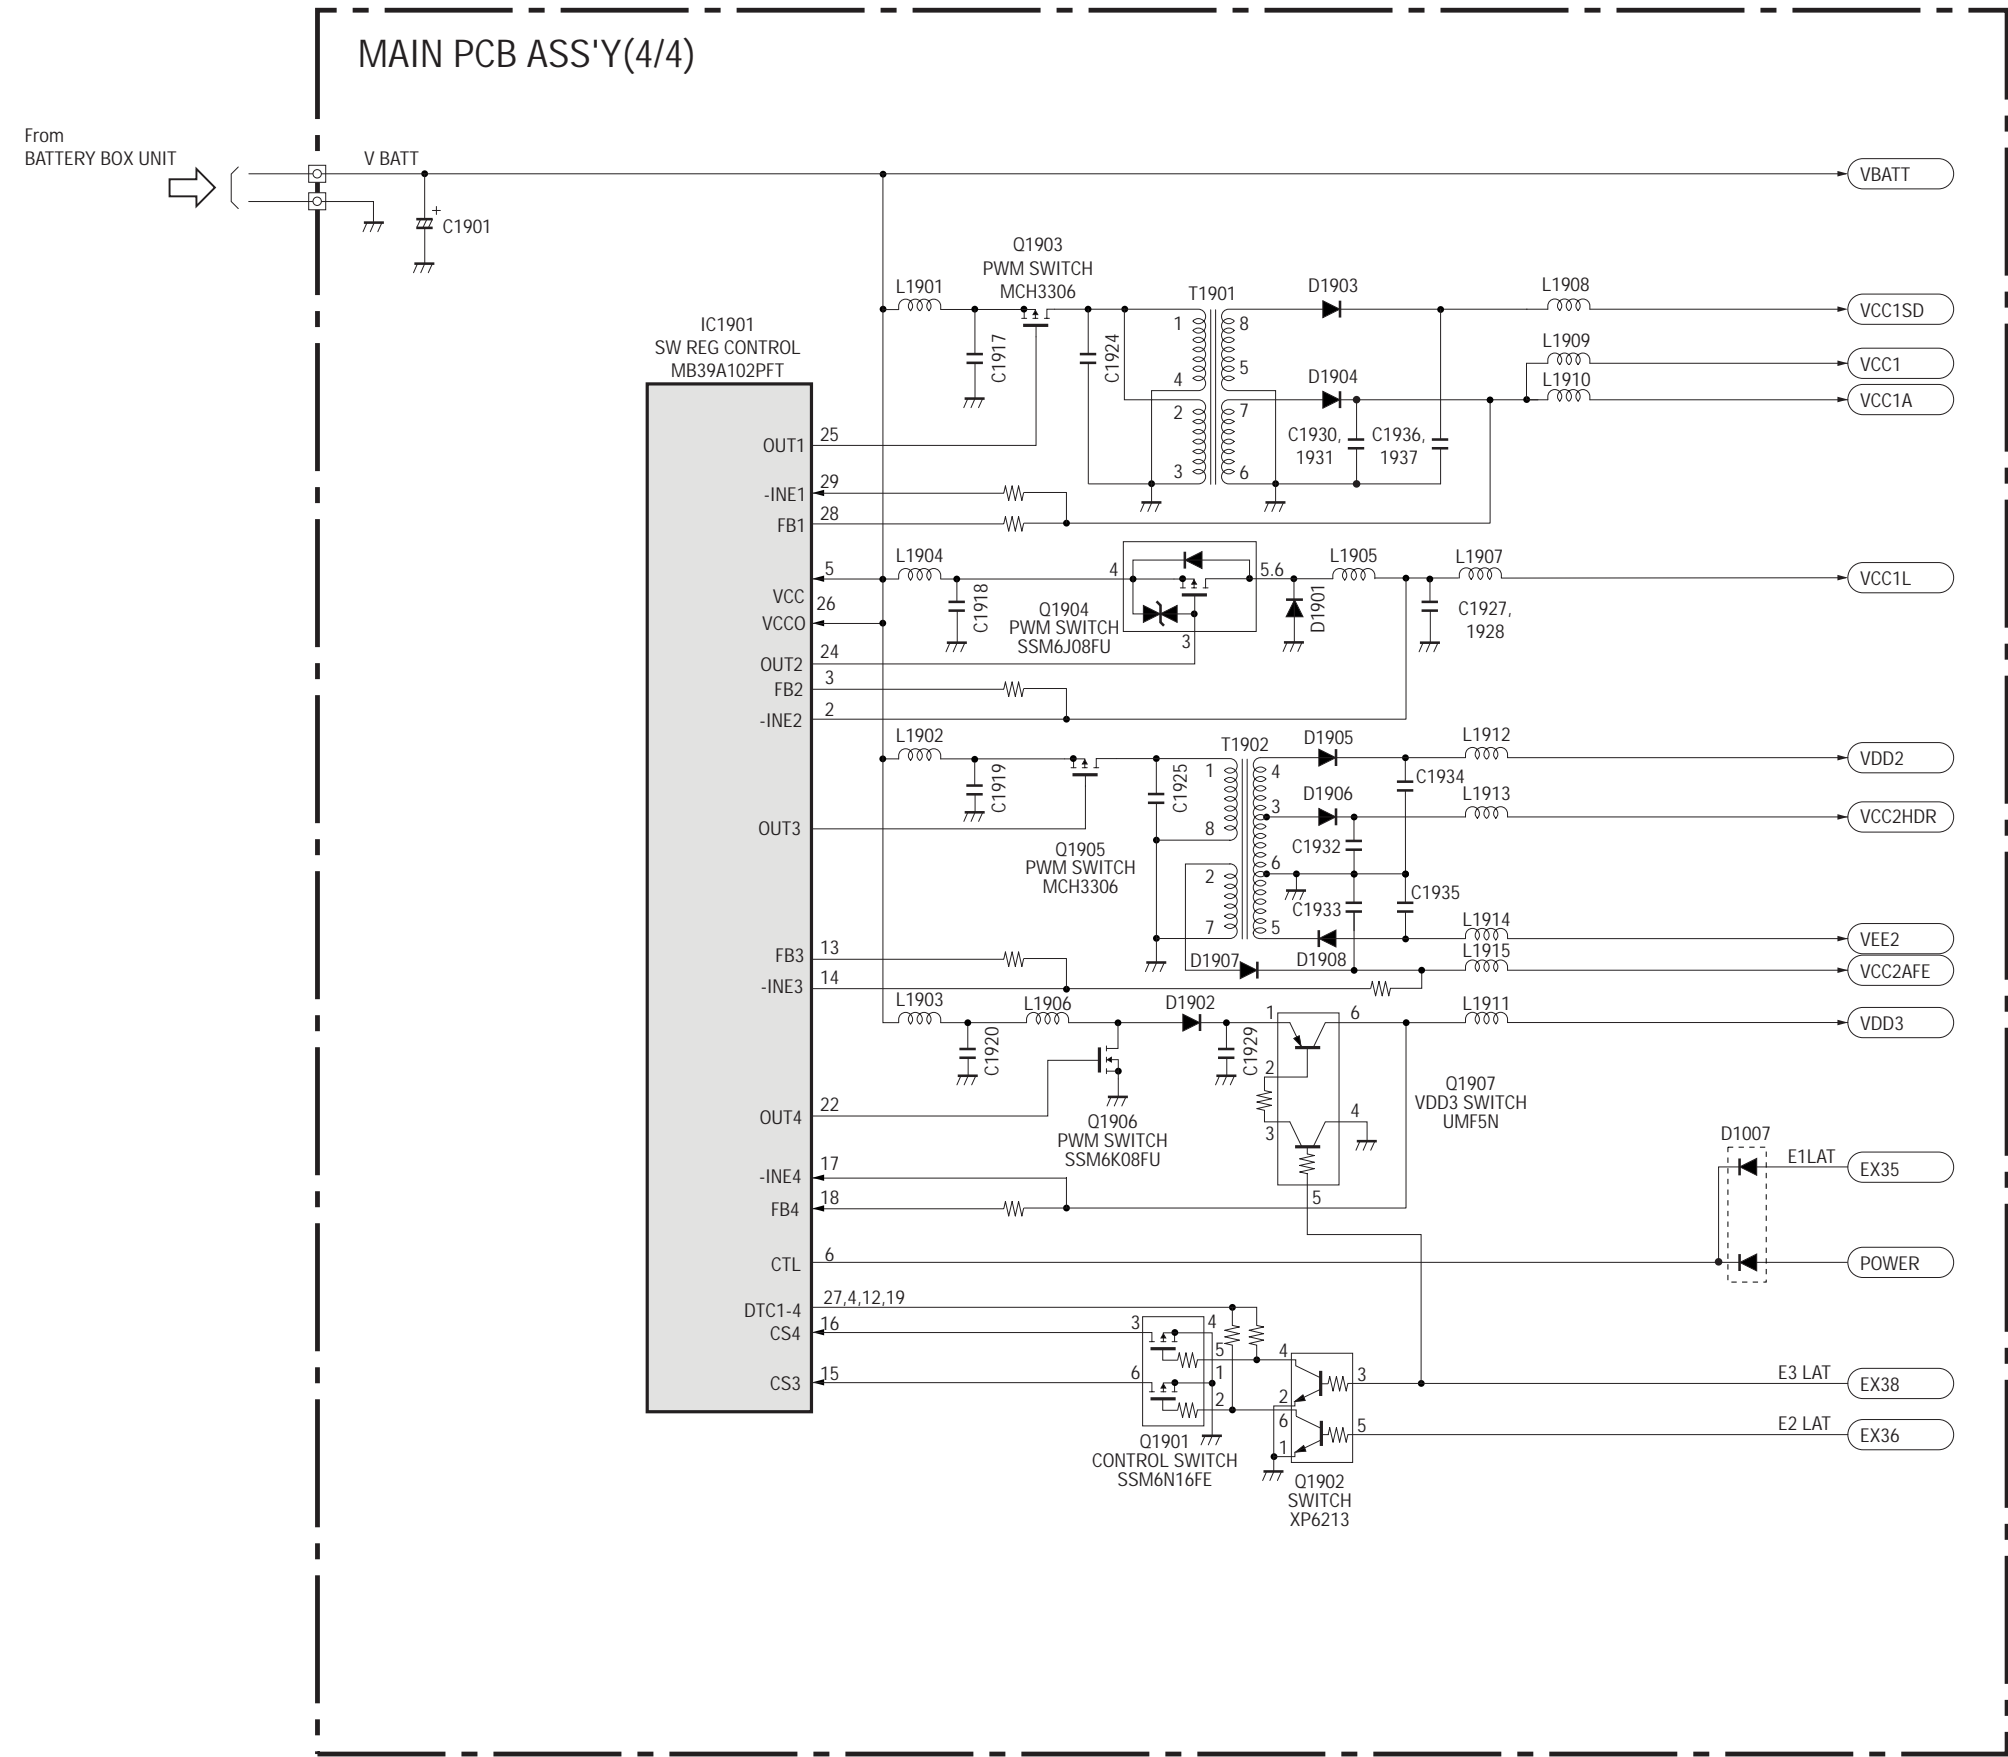 MAIN PCB ASS'Y(4/4)
From
BATTERY BOX UNIT
V BATT
VBATT
+
C1901
Q1903
PWM SWITCH
MCH3306
L1901
C1917
C1924
T1901
1
4
2
3
8
5
7
6
D1903
D1904
C1930,
1931
C1936,
1937
L1908
VCC1SD
L1909
VCC1
L1910
VCC1A
IC1901
SW REG CONTROL
MB39A102PFT
OUT1
25
-INE1
29
FB1
28
5
VCC
26
VCCO
OUT2
24
FB2
3
-INE2
2
L1904
C1918
4
Q1904
PWM SWITCH
SSM6J08FU
3
5.6
D1901
L1905
L1907
C1927,
1928
VCC1L
L1902
C1919
OUT3
Q1905
PWM SWITCH
MCH3306
C1925
T1902
1
8
2
7
4
3
6
5
D1905
D1906
C1932
C1933
C1934
C1935
D1907
D1908
L1912
VDD2
L1913
VCC2HDR
L1914
VEE2
L1915
VCC2AFE
FB3
13
-INE3
14
L1903
C1920
L1906
D1902
C1929
1
6
2
3
4
5
L1911
VDD3
Q1907
VDD3 SWITCH
UMF5N
OUT4
22
Q1906
PWM SWITCH
SSM6K08FU
-INE4
17
FB4
18
D1007
E1LAT
EX35
CTL
6
POWER
DTC1-4
27,4,12,19
CS4
16
CS3
15
3
4
5
6
1
2
Q1901
CONTROL SWITCH
SSM6N16FE
4
3
2
6
5
1
Q1902
SWITCH
XP6213
E3 LAT
EX38
E2 LAT
EX36